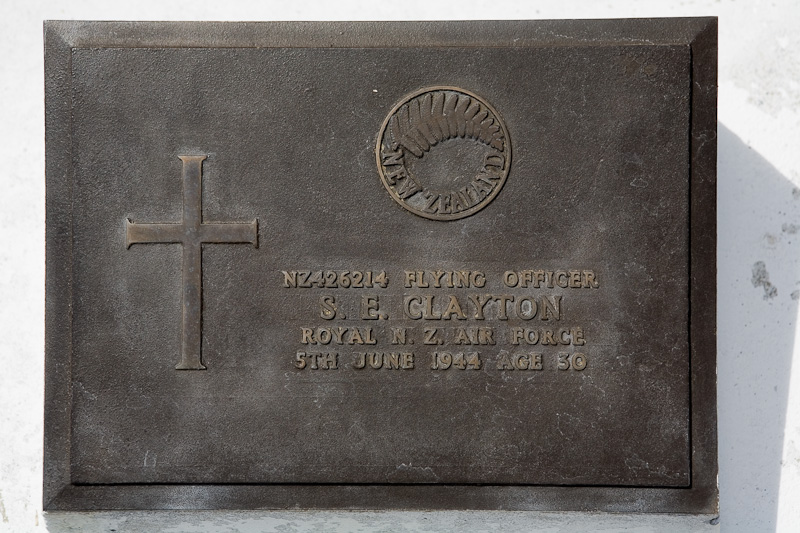 NEW ZEALAND
NZ426214 FLYING OFFICER
S. E. CLAYTON
ROYAL N. Z. AIR FORCE
5TH JUNE 1944 AGE 30